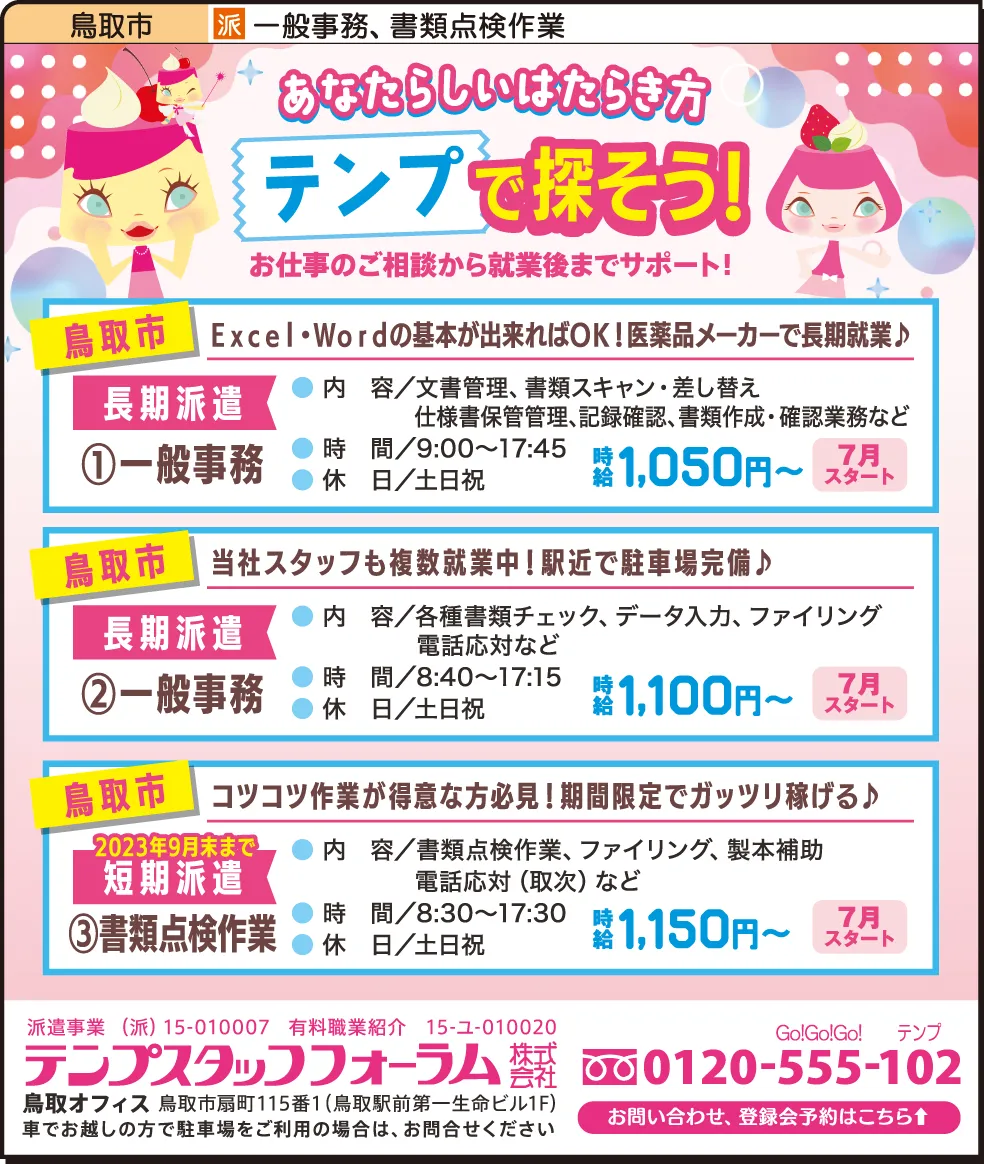 鳥取市 派 一般事務、書類点検作業
あなたらしいはたらき方
テンプで探そう!
お仕事のご相談から就業後までサポート!
鳥取市
Excel・Wordの基本が出来ればOK!医薬品メーカーで長期就業♪
長期派遣
①一般事務
●内 容/文書管理、書類スキャン・差し替え
仕様書保管管理、記録確認、書類作成・確認業務など
●時 間/9:00〜17:45
●休 日/土日祝
時給1,050円〜
7月スタート
鳥取市
当社スタッフも複数就業中!駅近で駐車場完備♪
長期派遣
②一般事務
●内 容/各種書類チェック、データ入力、ファイリング
電話応対など
●時 間/8:40〜17:15
●休 日/土日祝
時給1,100円〜
7月スタート
鳥取市
コツコツ作業が得意な方必見!期間限定でガッツリ稼げる♪
2023年9月末まで
短期派遣
③書類点検作業
●内 容/書類点検作業、ファイリング、製本補助
電話応対(取次)など
●時 間/8:30〜17:30
●休 日/土日祝
時給1,150円〜
7月スタート
派遣事業 (派)15-010007 有料職業紹介 15-ユ-010020
テンプスタッフフォーラム株式会社
鳥取オフィス 鳥取市扇町115番1(鳥取駅前第一生命ビル1F)
車でお越しの方で駐車場をご利用の場合は、お問合せください
Go!Go!Go! テンプ
0120-555-102
お問い合わせ、登録会予約はこちら⬆